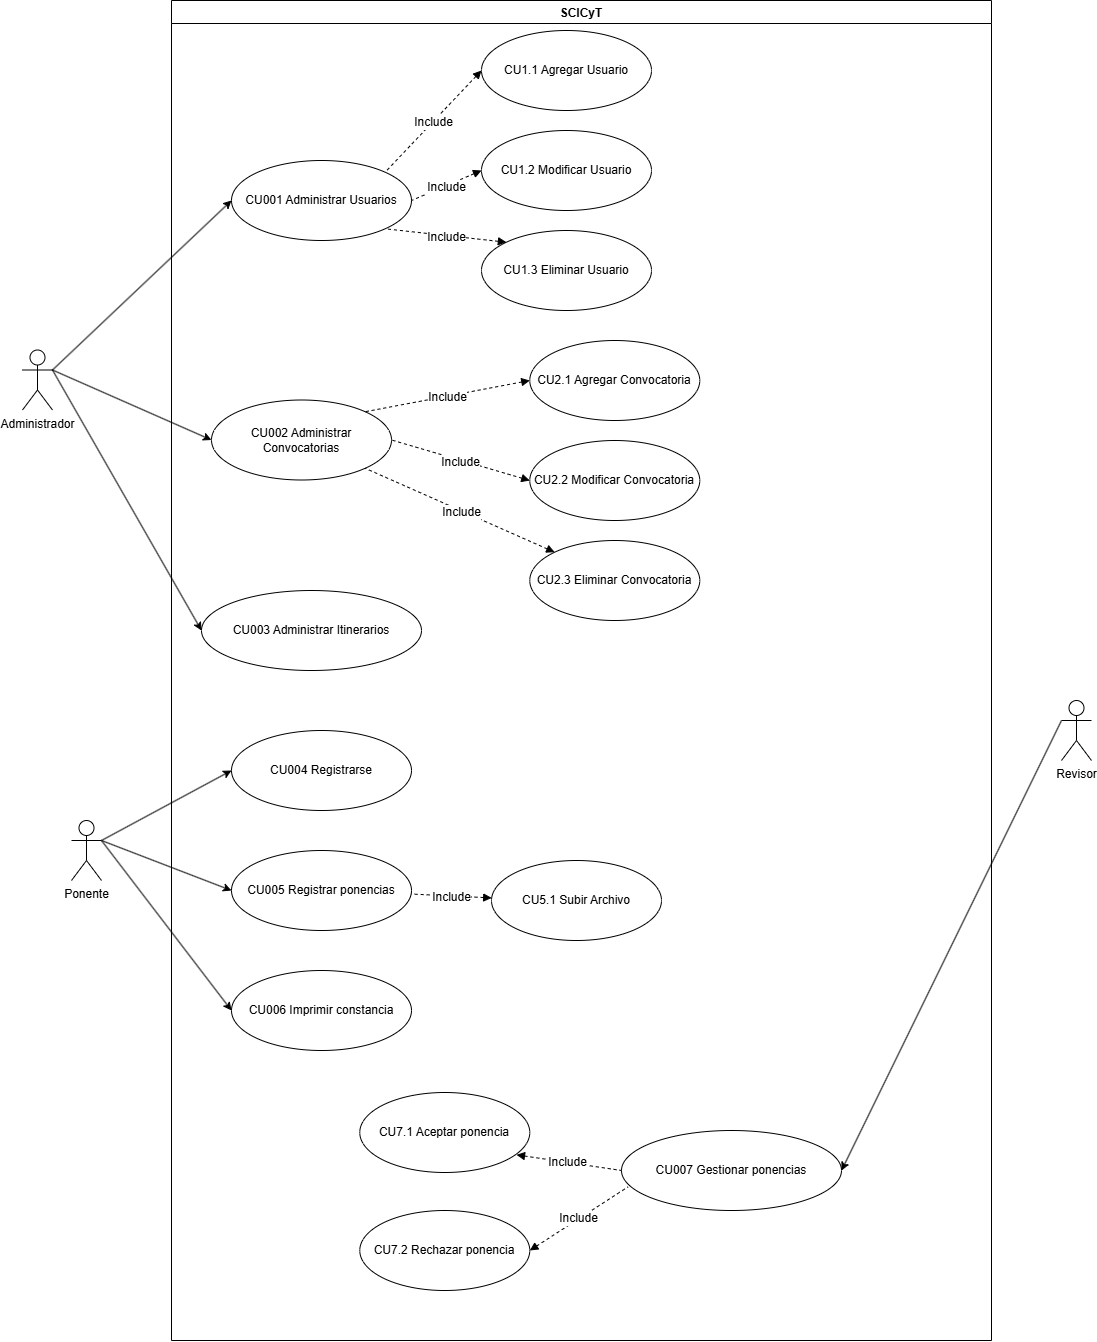 SCICyT
CU1.1 Agregar Usuario
Include
CU1.2 Modificar Usuario
Include
CU001 Administrar Usuarios
Include
CU1.3 Eliminar Usuario
Administrador
CU2.1 Agregar Convocatoria
Include
CU002 Administrar
Convocatorias
Include
CU2.2 Modificar Convocatoria
Include
CU2.3 Eliminar Convocatoria
CU003 Administrar Itinerarios
CU004 Registrarse
Revisor
Ponente
CU005 Registrar ponencias
Include
CU5.1 Subir Archivo
CU006 Imprimir constancia
CU7.1 Aceptar ponencia
Include
CU007 Gestionar ponencias
Include
CU7.2 Rechazar ponencia